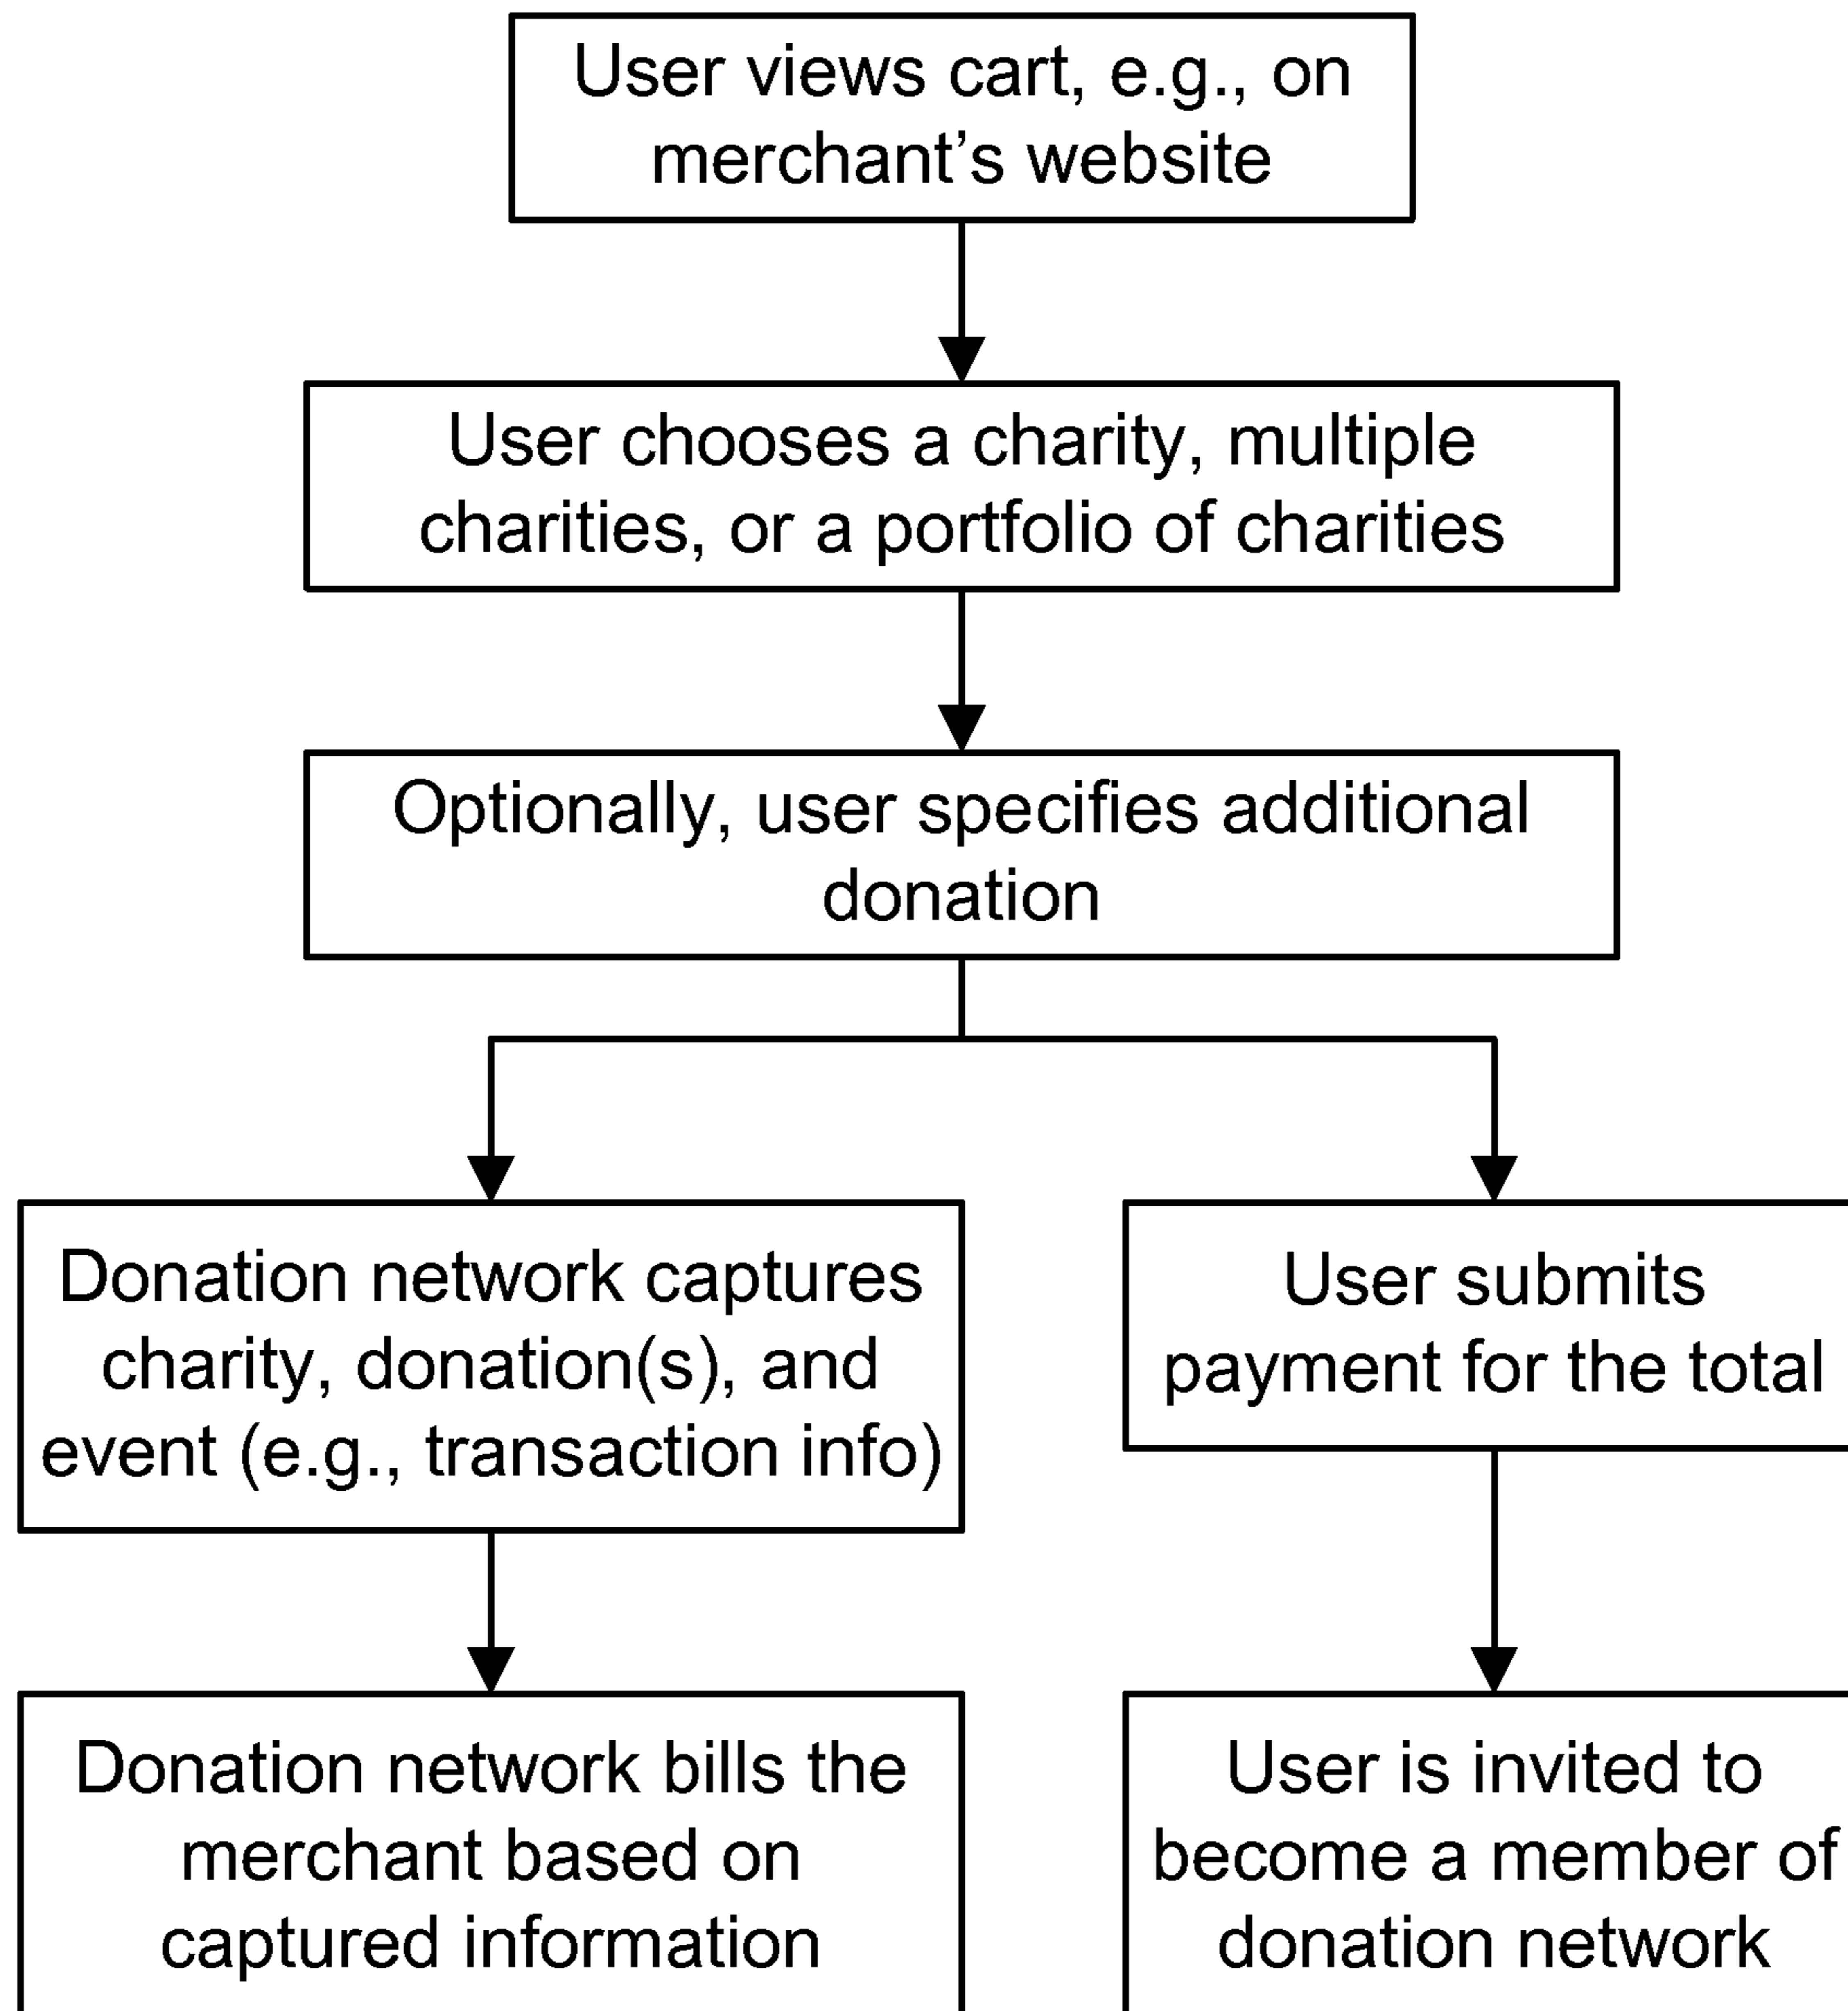 User views cart, e.g., on
merchant's website
User chooses a charity, multiple
charities, or a portfolio of charities
Optionally, user specifies additional
donation
Donation network captures
charity, donation(s), and
event (e.g., transaction info)
User submits
payment for the total
Donation network bills the
merchant based on
captured information
User is invited to
become a member of
donation network